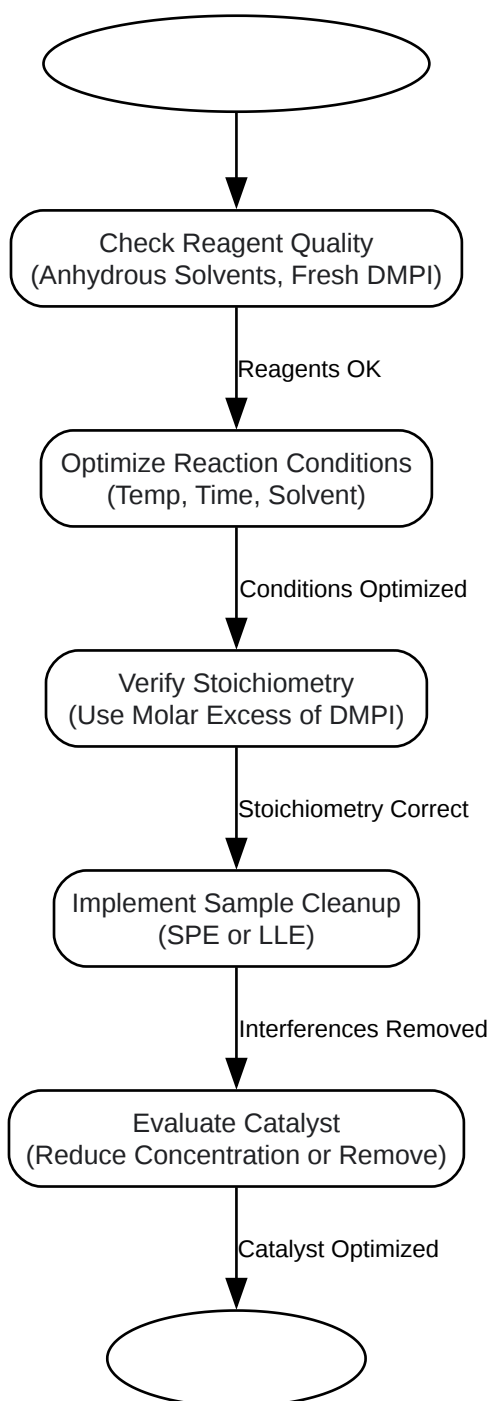 Check Reagent Quality
(Anhydrous Solvents, Fresh DMPI)
Reagents OK
Optimize Reaction Conditions
(Temp, Time, Solvent)
Conditions Optimized
Verify Stoichiometry
(Use Molar Excess of DMPI)
Stoichiometry Correct
Implement Sample Cleanup
(SPE or LLE)
Interferences Removed
Evaluate Catalyst
(Reduce Concentration or Remove)
Catalyst Optimized